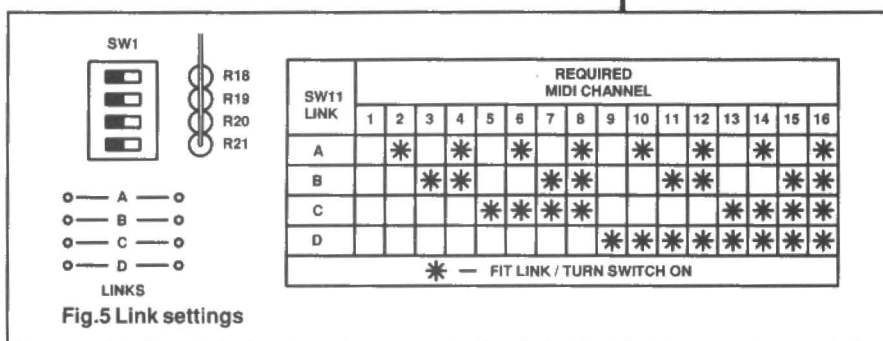 SW1
R18
R19
R20
R21
A
B
C
D
LINKS
Fig.5 Link settings
SW11 LINK
REQUIRED
MIDI CHANNEL
1 2 3 4 5 6 7 8 9 10 11 12 13 14 15 16
A * * * * * * * *
B * * * * * * * *
C * * * * * * * *
D * * * * * * * *
* — FIT LINK / TURN SWITCH ON